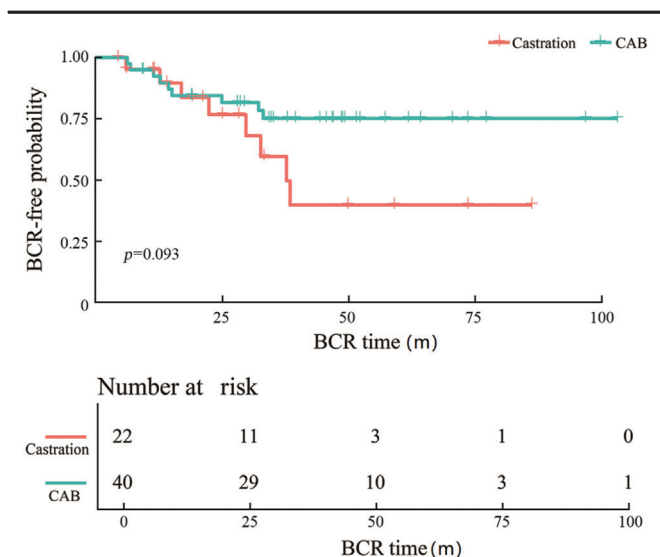 Castration CAB
1.00
0.75
0.50
0.25
0
BCR-free probability
p=0.093
25 50 75 100
BCR time (m)
Number at risk
Castration 22 11 3 1 0
CAB 40 29 10 3 1
0 25 50 75 100
BCR time (m)